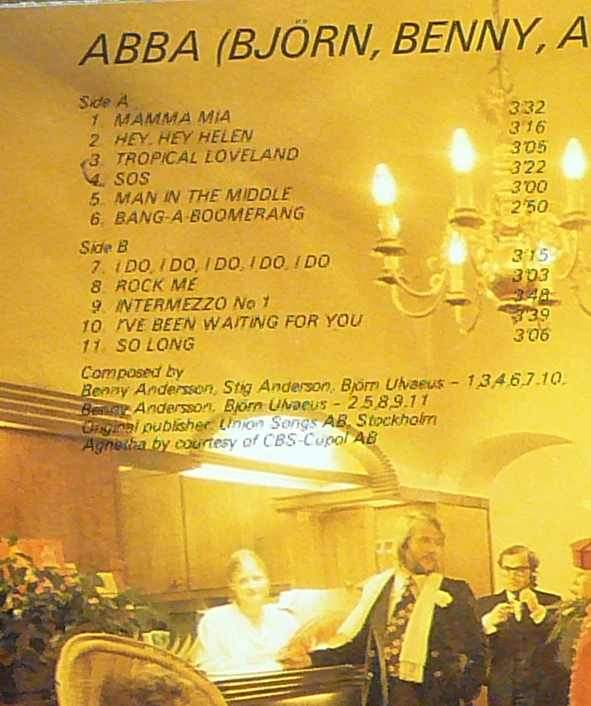 ABBA (BJÖRN, BENNY, A
Side A
1. MAMMA MIA 3'32
2. HEY, HEY HELEN 3'16
3. TROPICAL LOVELAND 3'05
4. SOS 3'22
5. MAN IN THE MIDDLE 3'00
6. BANG-A-BOOMERANG 2'50
Side B
7. I DO, I DO, I DO, I DO, I DO 3'15
8. ROCK ME 3'03
9. INTERMEZZO No 1 3'48
10. I'VE BEEN WAITING FOR YOU 3'39
11. SO LONG 3'06
Composed by
Benny Andersson, Stig Anderson, Björn Ulvaeus – 1,3,4,6,7,10.
Benny Andersson, Björn Ulvaeus – 2,5,8,9,11
Original publisher: Union Songs AB, Stockholm
Agnetha by courtesy of CBS-Cupol AB